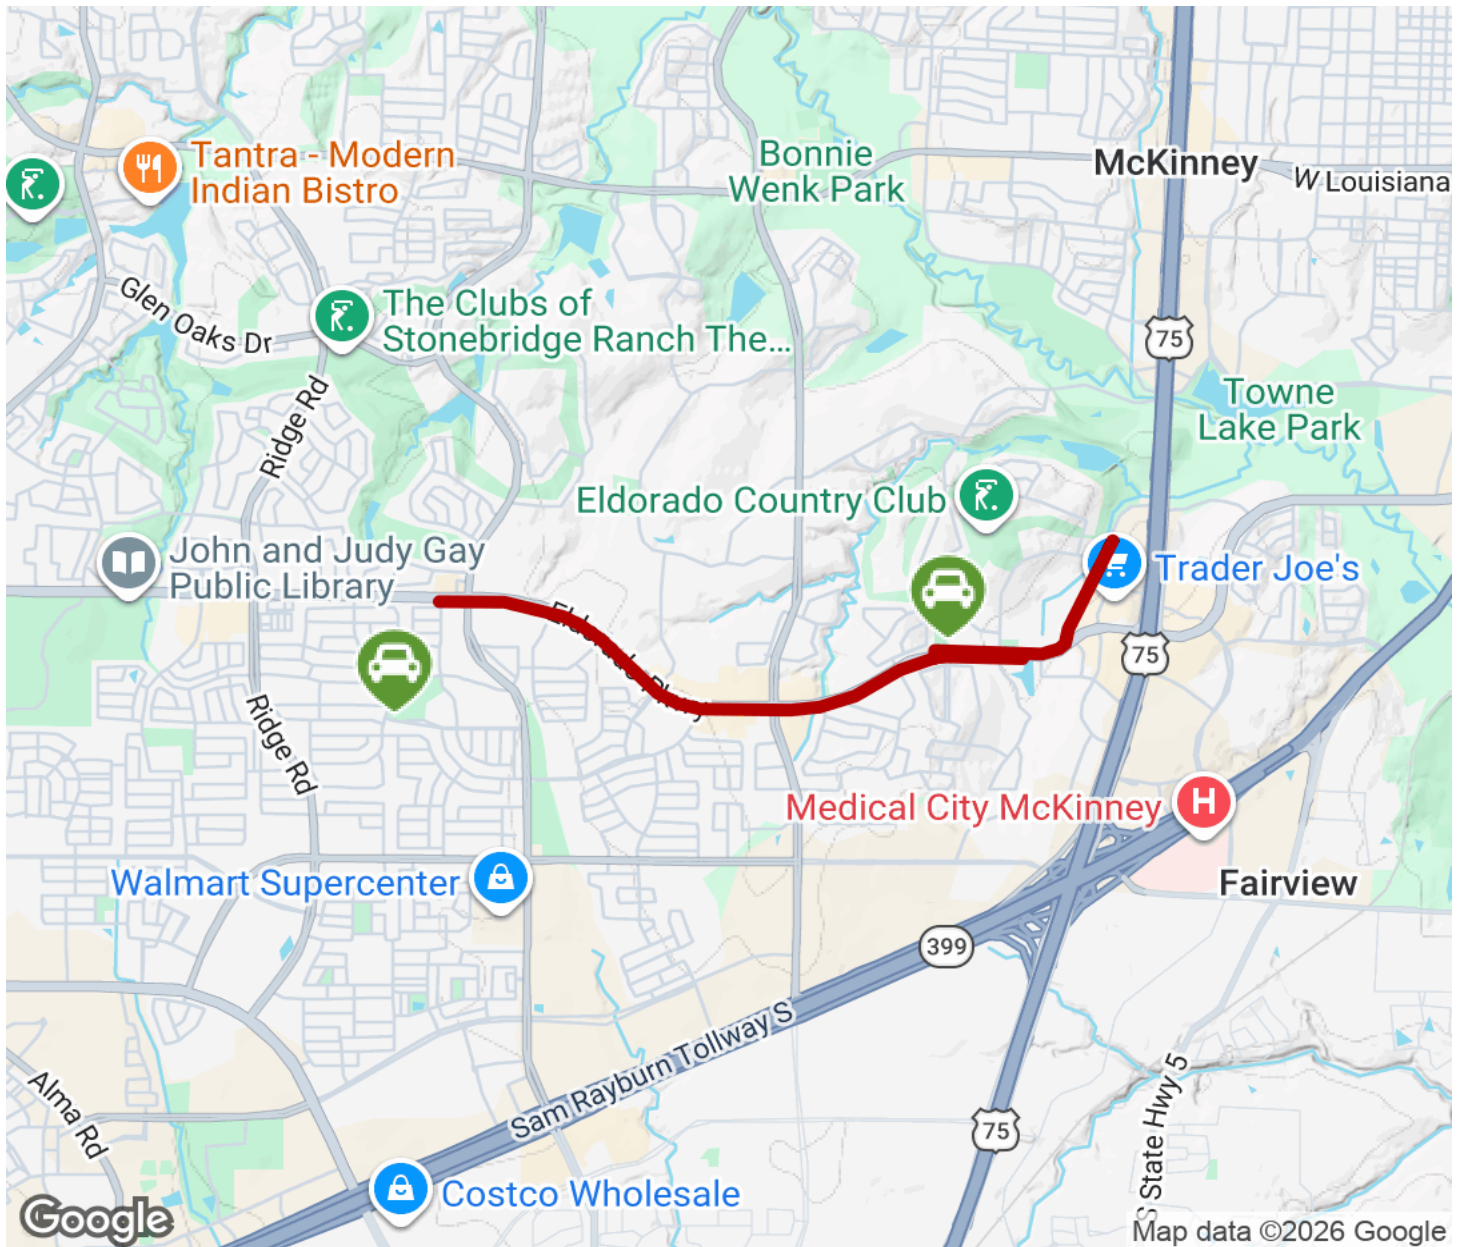 Tantra - Modern
Indian Bistro
Bonnie
Wenk Park
McKinney
W Louisiana
Glen Oaks Dr
The Clubs of
Stonebridge Ranch The...
75
Towne
Lake Park
Ridge Rd
Eldorado Country Club
John and Judy Gay
Public Library
Trader Joe's
Eldorado Pkwy
75
Ridge Rd
Medical City McKinney
H
Walmart Supercenter
Fairview
399
Sam Rayburn Tollway S
Alma Rd
S State Hwy 5
75
Costco Wholesale
Google
Map data ©2026 Google